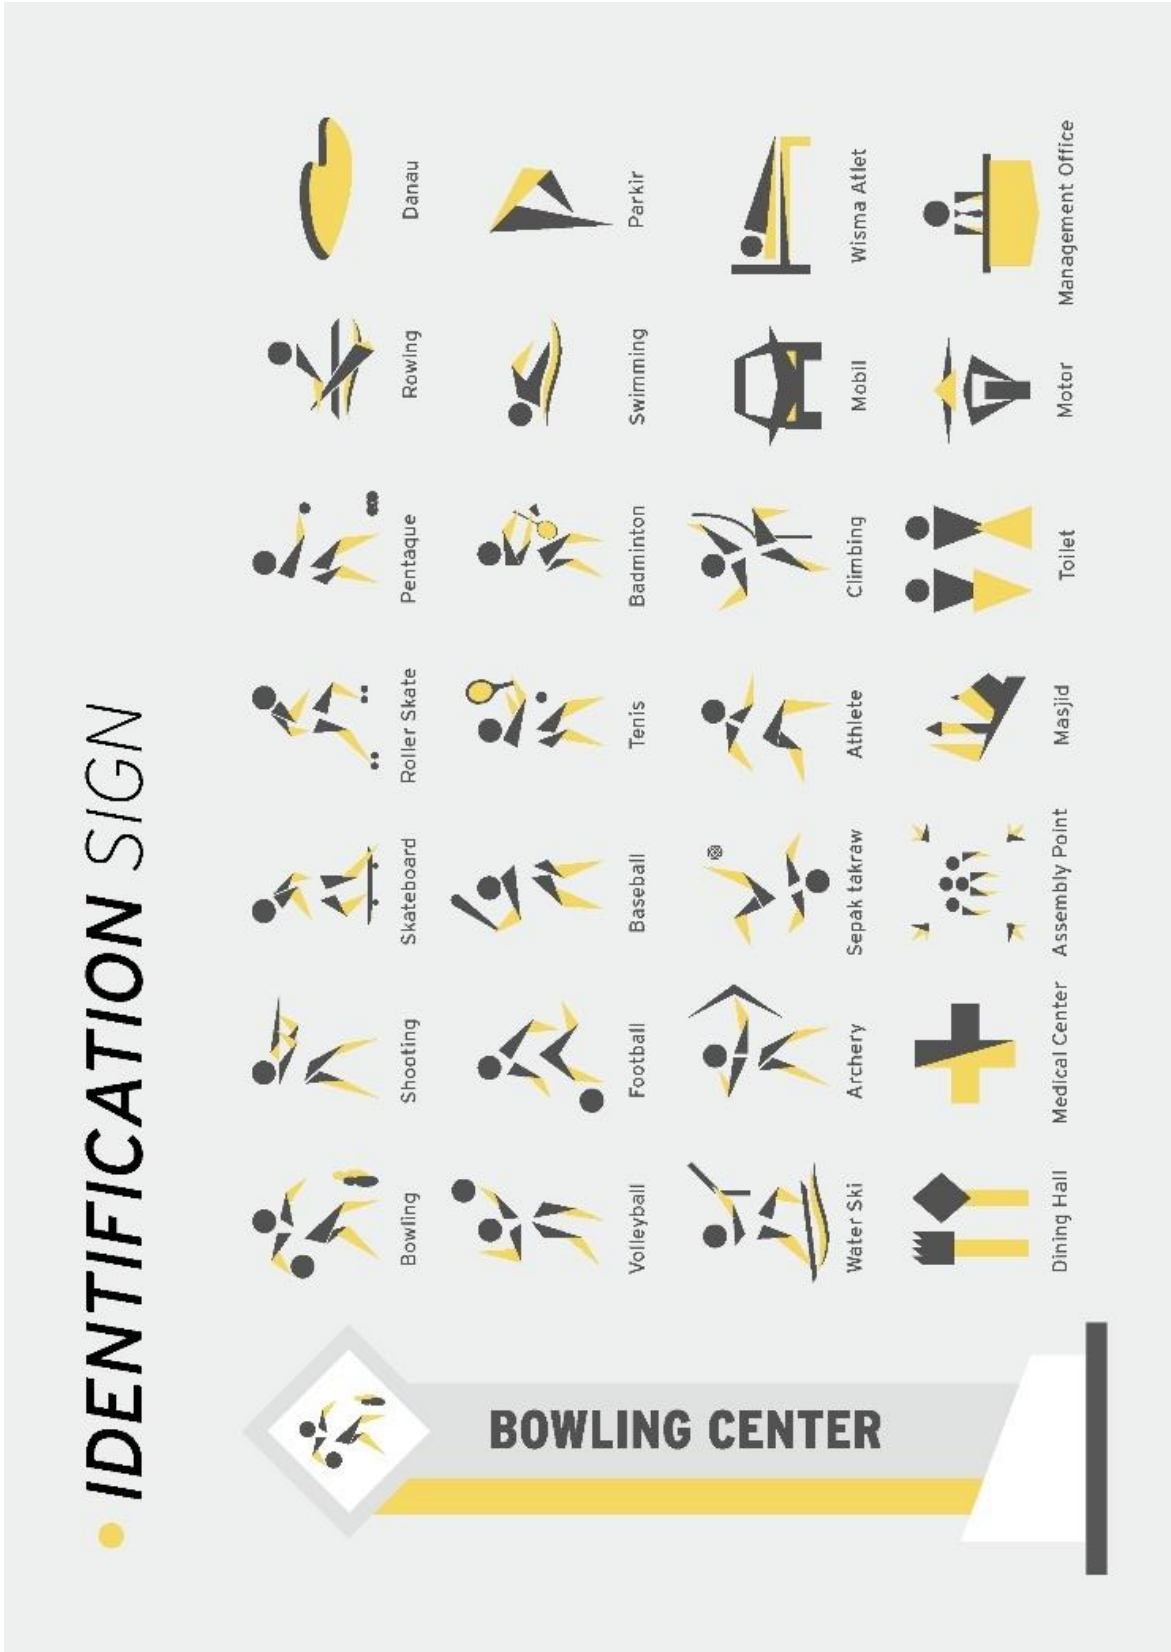 IDENTIFICATION SIGN
BOWLING CENTER
Bowling
Shooting
Skateboard
Roller Skate
Pentaque
Rowing
Danau
Volleyball
Football
Baseball
Tenis
Badminton
Swimming
Parkir
Water Ski
Archery
Sepak takraw
Athlete
Climbing
Mobil
Wisma Atlet
Dining Hall
Medical Center
Assembly Point
Masjid
Toilet
Motor
Management Office